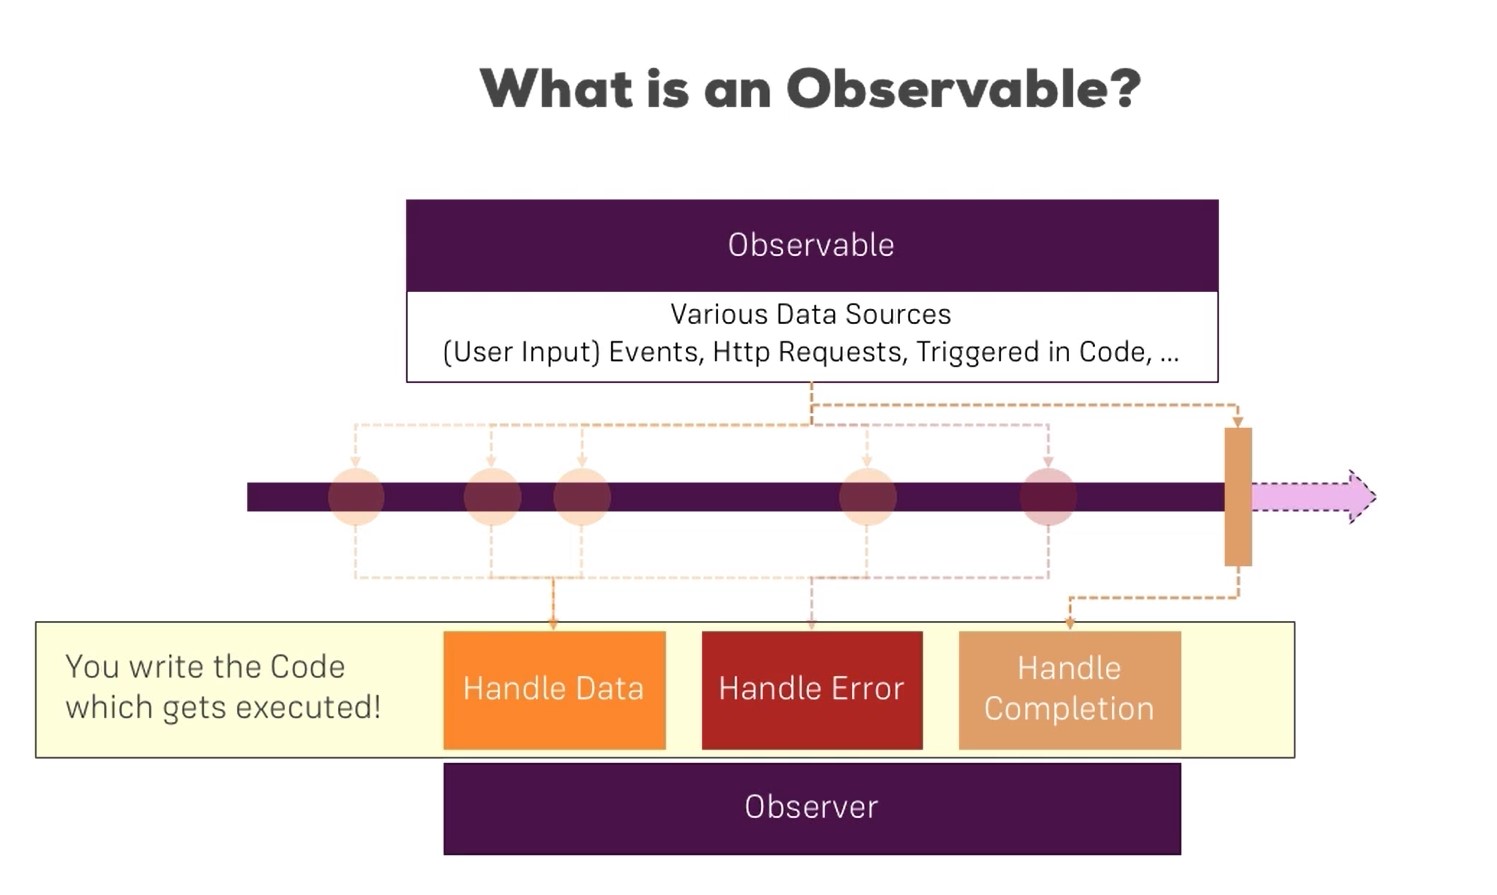 What is an Observable?
Observable
Various Data Sources
(User Input) Events, Http Requests, Triggered in Code, ...
You write the Code
which gets executed!
Handle Data
Handle Error
Handle
Completion
Observer